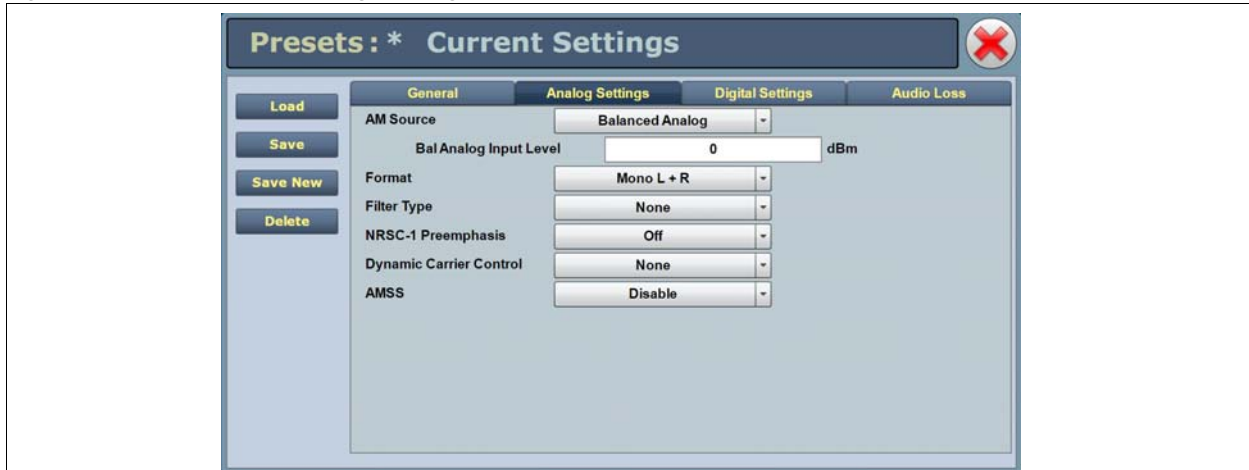 Presets:* Current Settings
Load
Save
Save New
Delete
General Analog Settings Digital Settings Audio Loss
AM Source Balanced Analog
Bal Analog Input Level 0 dBm
Format Mono L + R
Filter Type None
NRSC-1 Preemphasis Off
Dynamic Carrier Control None
AMSS Disable